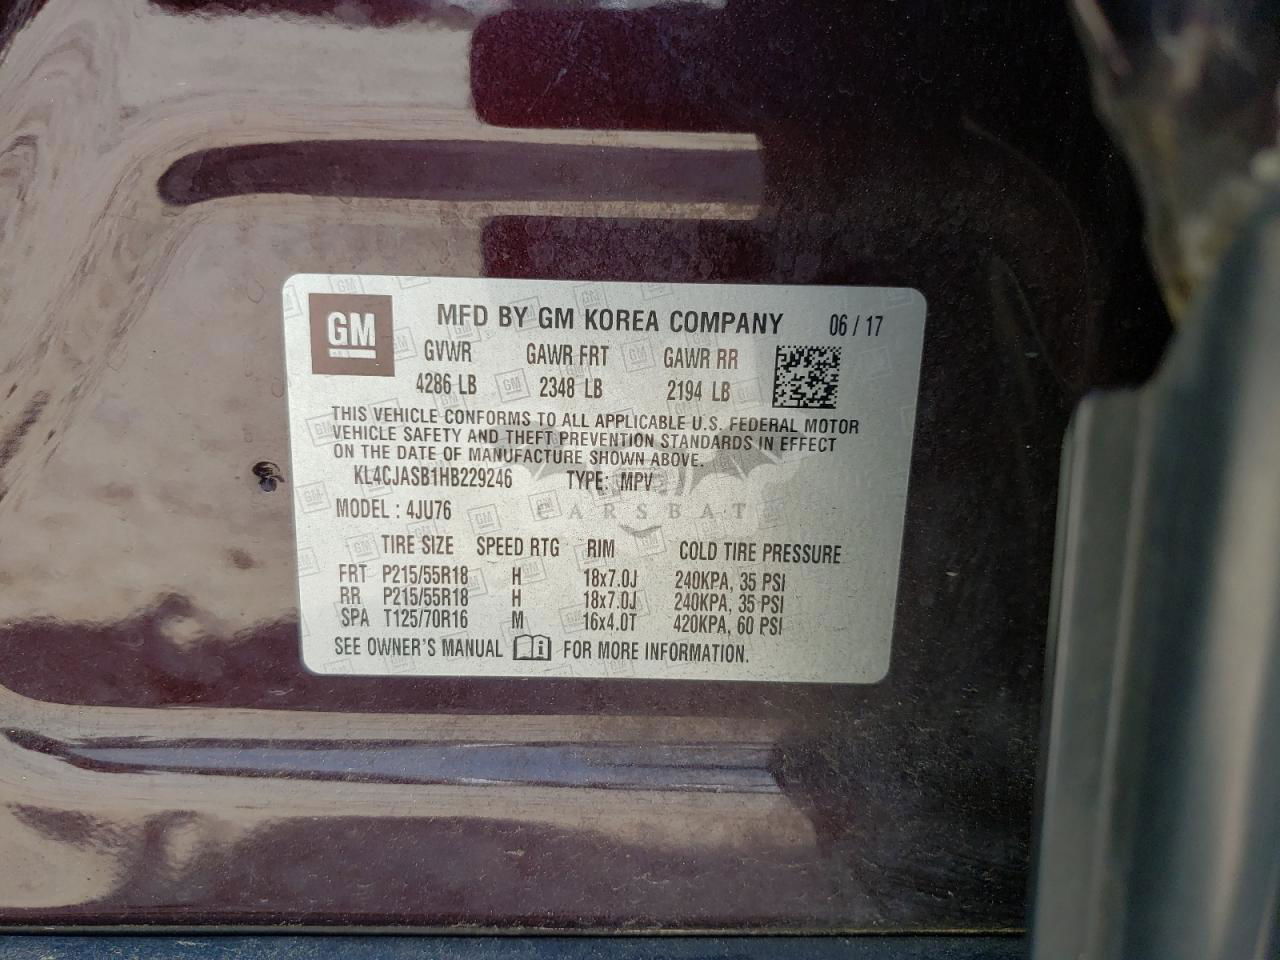 GM MFD BY GM KOREA COMPANY 06 / 17
GVWR GAWR FRT GAWR RR
4286 LB 2348 LB 2194 LB
THIS VEHICLE CONFORMS TO ALL APPLICABLE U.S. FEDERAL MOTOR
VEHICLE SAFETY AND THEFT PREVENTION STANDARDS IN EFFECT
ON THE DATE OF MANUFACTURE SHOWN ABOVE.
KL4CJASB1HB229246 TYPE: MPV
MODEL : 4JU76
CARSBAT
TIRE SIZE SPEED RTG RIM COLD TIRE PRESSURE
FRT P215/55R18 H 18x7.0J 240KPA, 35 PSI
RR P215/55R18 H 18x7.0J 240KPA, 35 PSI
SPA T125/70R16 M 16x4.0T 420KPA, 60 PSI
SEE OWNER'S MANUAL i FOR MORE INFORMATION.